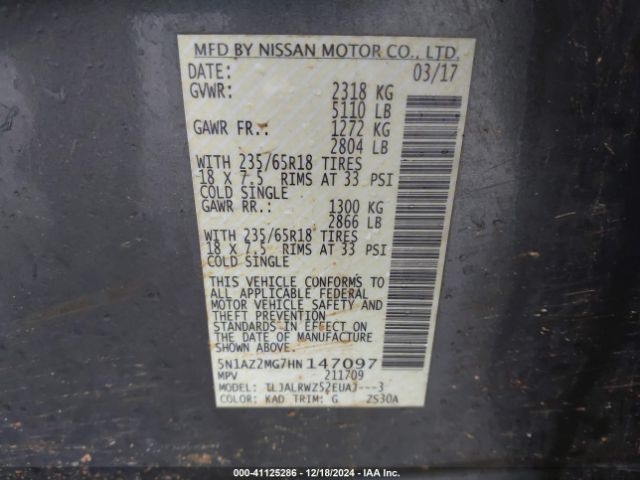 MFD BY NISSAN MOTOR CO., LTD.
DATE: 03/17
GVWR: 2318 KG
5110 LB
GAWR FR.: 1272 KG
2804 LB
WITH 235/65R18 TIRES
18 X 7.5 RIMS AT 33 PSI
COLD SINGLE
GAWR RR.: 1300 KG
2866 LB
WITH 235/65R18 TIRES
18 X 7.5 RIMS AT 33 PSI
COLD SINGLE
THIS VEHICLE CONFORMS TO
ALL APPLICABLE FEDERAL
MOTOR VEHICLE SAFETY AND
THEFT PREVENTION
STANDARDS IN EFFECT ON
THE DATE OF MANUFACTURE
SHOWN ABOVE.
5N1AZ2MG7HN147097
MPV 211709
MODEL: TLJALRWZ52EUA7---3
COLOR: KAD TRIM: G ZS30A
000-41125286 - 12/18/2024 - IAA Inc.